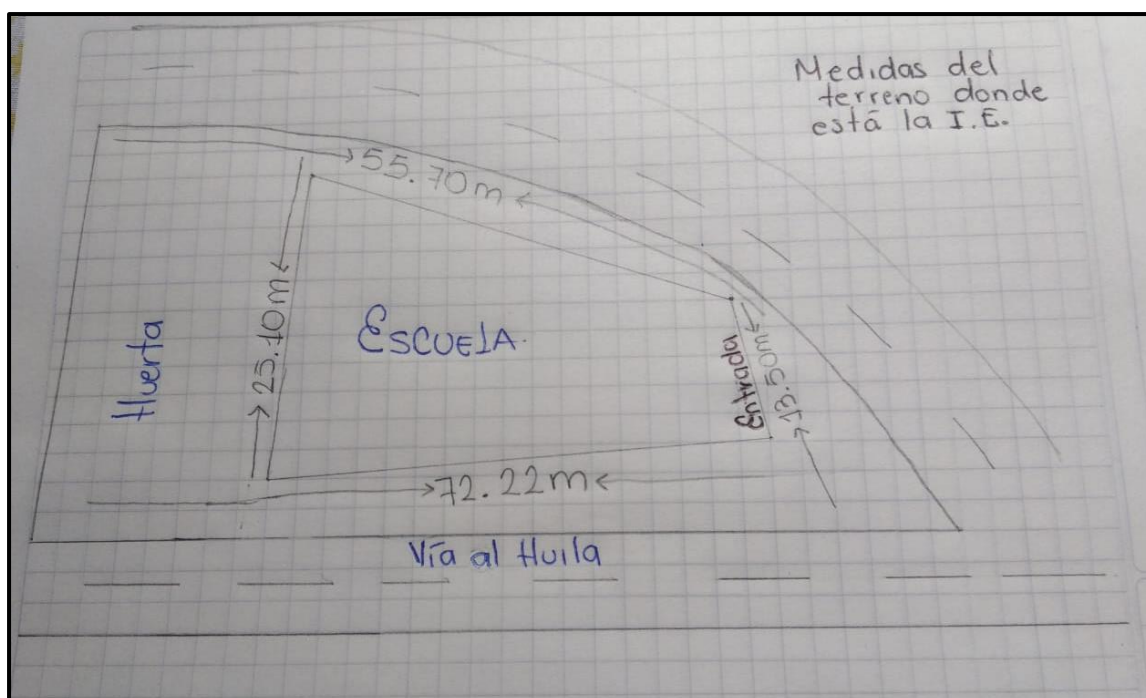 Medidas del
terreno donde
está la I.E.
55.70m
25.10m
Huerta
ESCUELA.
Entrada
13.50m
72.22m
Vía al Huila